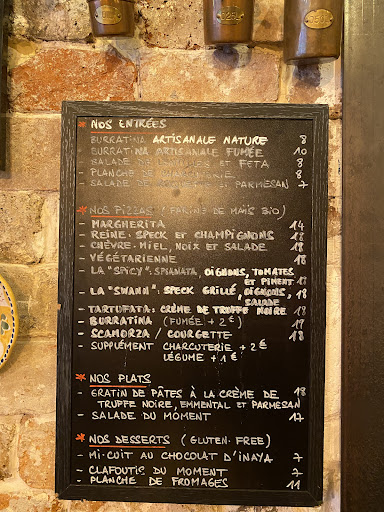 * NOS ENTRÉES
BURRATINA ARTISANALE NATURE 8
BURRATINA ARTISANALE FUMÉE 10
SALADE DE ET FETA 8
- PLANCHE DE 8
- SALADE DE ET PARMESAN 7
* NOS PIZZAS (FARINE DE MAÏS BIO)
- MARGHERITA 14
- REINE: SPECK ET CHAMPIGNONS 18
- CHÈVRE. MIEL, NOIX ET SALADE 18
- VÉGÉTARIENNE 18
- LA "SPICY": SPIANATA, OIGNONS, TOMATES
ET PIMENT 18
- LA "SWANN": SPECK GRILLÉ, OIGNONS, 18
SALADE
- TARTUFATA: CRÈME DE TRUFFE NOIRE 18
- BURRATINA (FUMÉE + 2€) 17
- SCAMORZA / COURGETTE 18
- SUPPLÉMENT CHARCUTERIE + 2€
LÉGUME + 1€
* NOS PLATS
- GRATIN DE PÂTES À LA CRÈME DE 18
TRUFFE NOIRE, EMMENTAL ET PARMESAN
- SALADE DU MOMENT 17
* NOS DESSERTS (GLUTEN-FREE)
- MI-CUIT AU CHOCOLAT D'INAYA 7
- CLAFOUTIS DU MOMENT 7
- PLANCHE DE FROMAGES 11